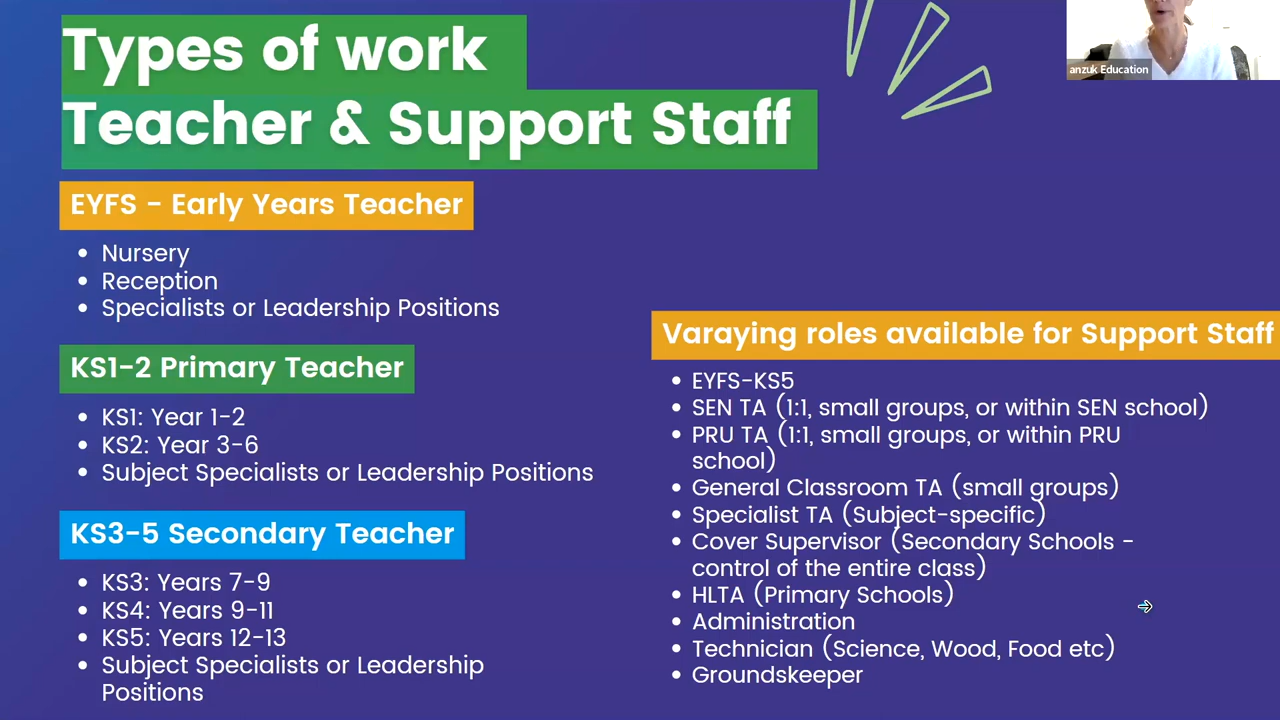 Types of work
Teacher & Support Staff
anzuk Education
EYFS - Early Years Teacher
Nursery
Reception
Specialists or Leadership Positions
KS1-2 Primary Teacher
KS1: Year 1-2
KS2: Year 3-6
Subject Specialists or Leadership Positions
KS3-5 Secondary Teacher
KS3: Years 7-9
KS4: Years 9-11
KS5: Years 12-13
Subject Specialists or Leadership
Positions
Varaying roles available for Support Staff
EYFS-KS5
SEN TA (1:1, small groups, or within SEN school)
PRU TA (1:1, small groups, or within PRU
school)
General Classroom TA (small groups)
Specialist TA (Subject-specific)
Cover Supervisor (Secondary Schools -
control of the entire class)
HLTA (Primary Schools)
Administration
Technician (Science, Wood, Food etc)
Groundskeeper